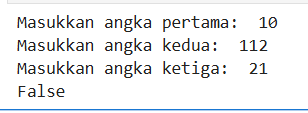 Masukkan angka pertama:  10
Masukkan angka kedua:  112
Masukkan angka ketiga:  21
False